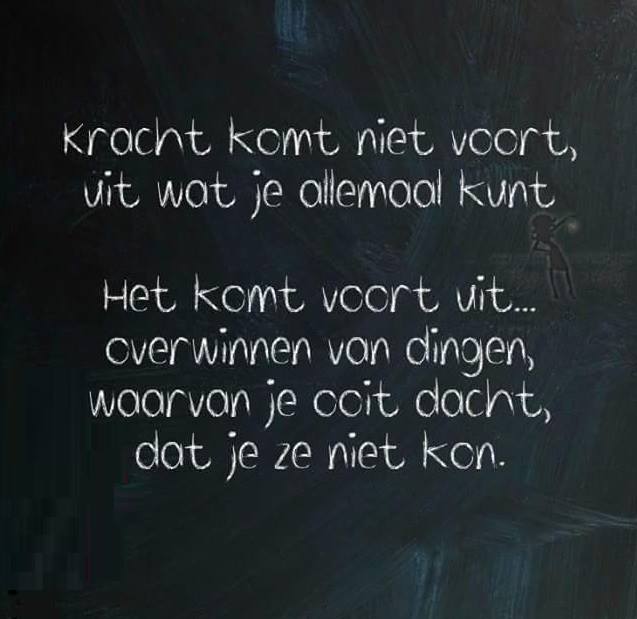 Kracht komt niet voort,
uit wat je allemaal kunt
Het komt voort uit...
overwinnen van dingen,
waarvan je ooit dacht,
dat je ze niet kon.